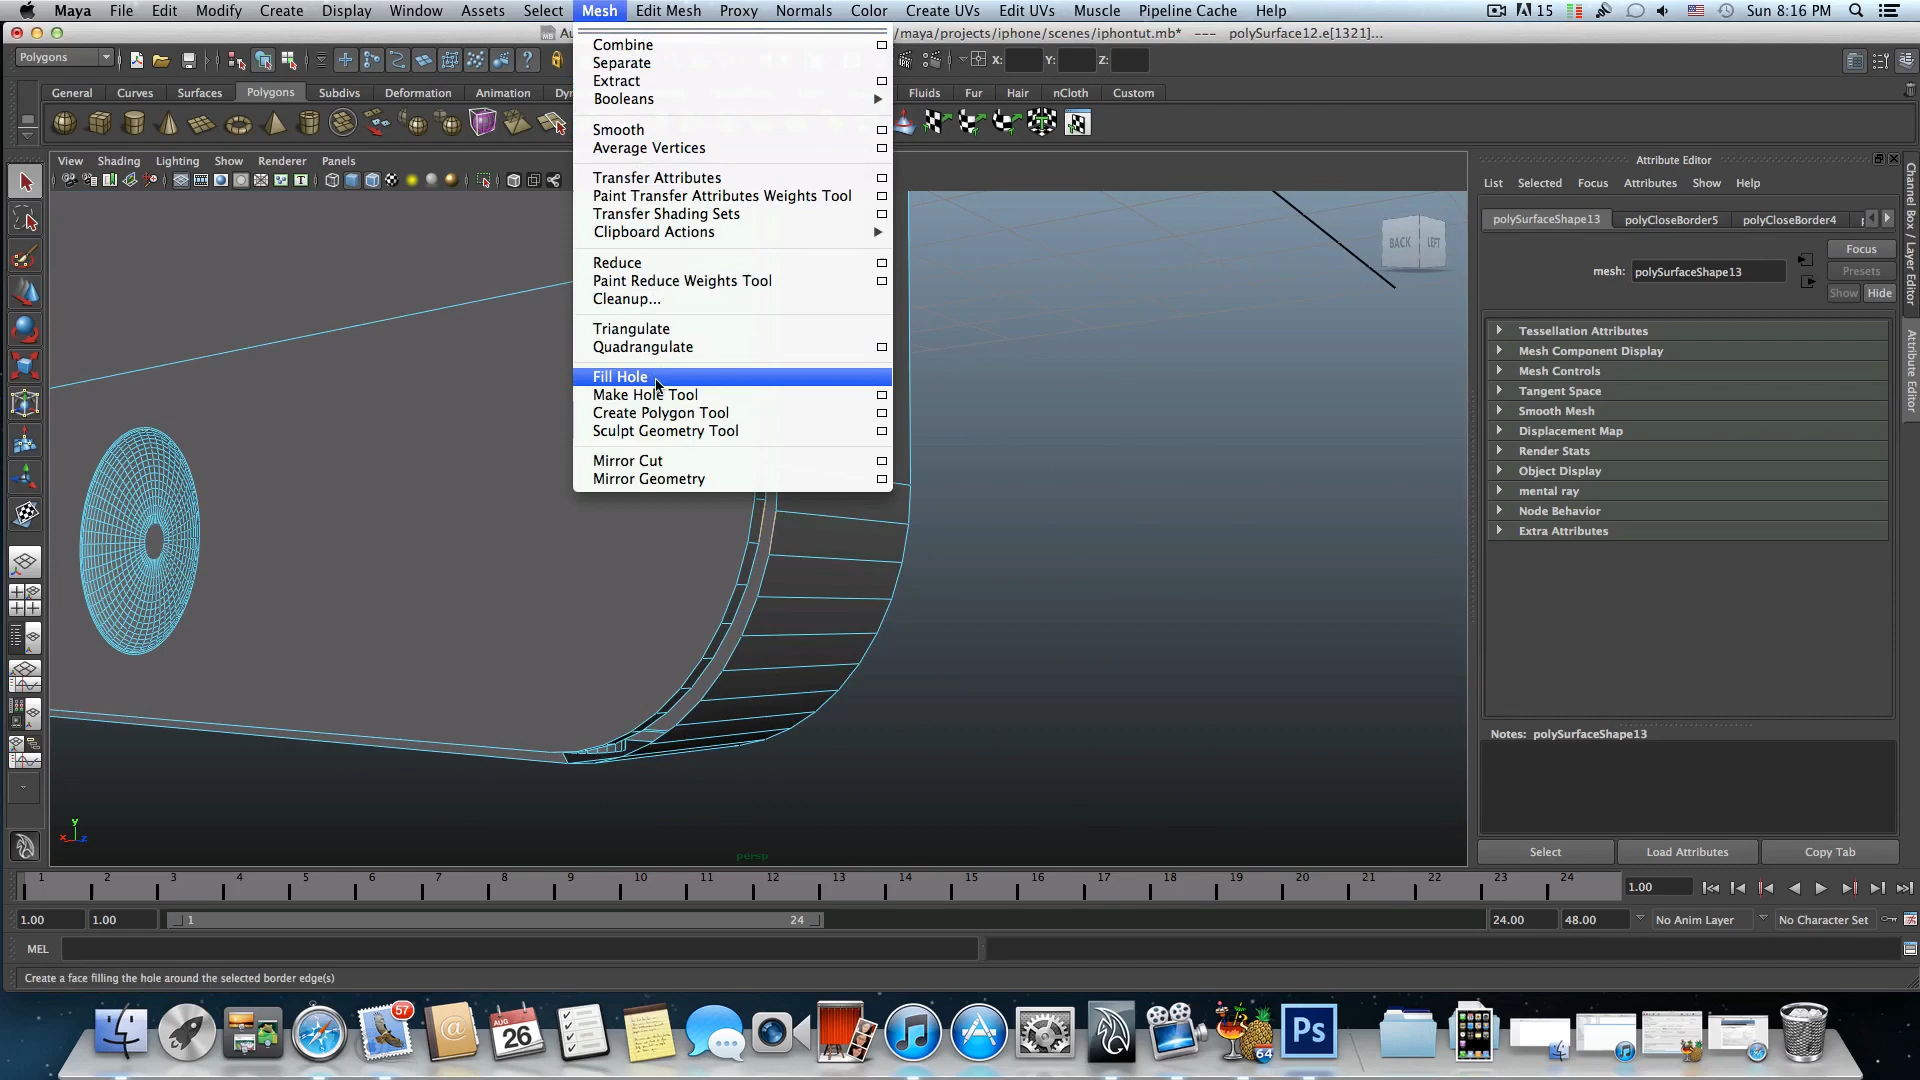 Maya File Edit Modify Create Display Window Assets Select Mesh Edit Mesh Proxy Normals Color Create UVs Edit UVs Muscle Pipeline Cache Help 15 Sun 8:16 PM
/maya/projects/iphone/scenes/iphontut.mb* --- polySurface12.e[1321]...
Polygons X: Y: Z:
General Curves Surfaces Polygons Subdivs Deformation Animation Fluids Fur Hair nCloth Custom
View Shading Lighting Show Renderer Panels
Combine
Separate
Extract
Booleans
Smooth
Average Vertices
Transfer Attributes
Paint Transfer Attributes Weights Tool
Transfer Shading Sets
Clipboard Actions
Reduce
Paint Reduce Weights Tool
Cleanup...
Triangulate
Quadrangulate
Fill Hole
Make Hole Tool
Create Polygon Tool
Sculpt Geometry Tool
Mirror Cut
Mirror Geometry
BACK LEFT
persp
y
x z
Attribute Editor
List Selected Focus Attributes Show Help
polySurfaceShape13 polyCloseBorder5 polyCloseBorder4
Focus
mesh: polySurfaceShape13 Presets
Show Hide
Tessellation Attributes
Mesh Component Display
Mesh Controls
Tangent Space
Smooth Mesh
Displacement Map
Render Stats
Object Display
mental ray
Node Behavior
Extra Attributes
Notes: polySurfaceShape13
Select Load Attributes Copy Tab
Channel Box / Layer Editor
Attribute Editor
1 2 3 4 5 6 7 8 9 10 11 12 13 14 15 16 17 18 19 20 21 22 23 24 1.00
1.00 1.00 1 24 24.00 48.00 No Anim Layer No Character Set
MEL
Create a face filling the hole around the selected border edge(s)
57
AUG
26
64
Ps